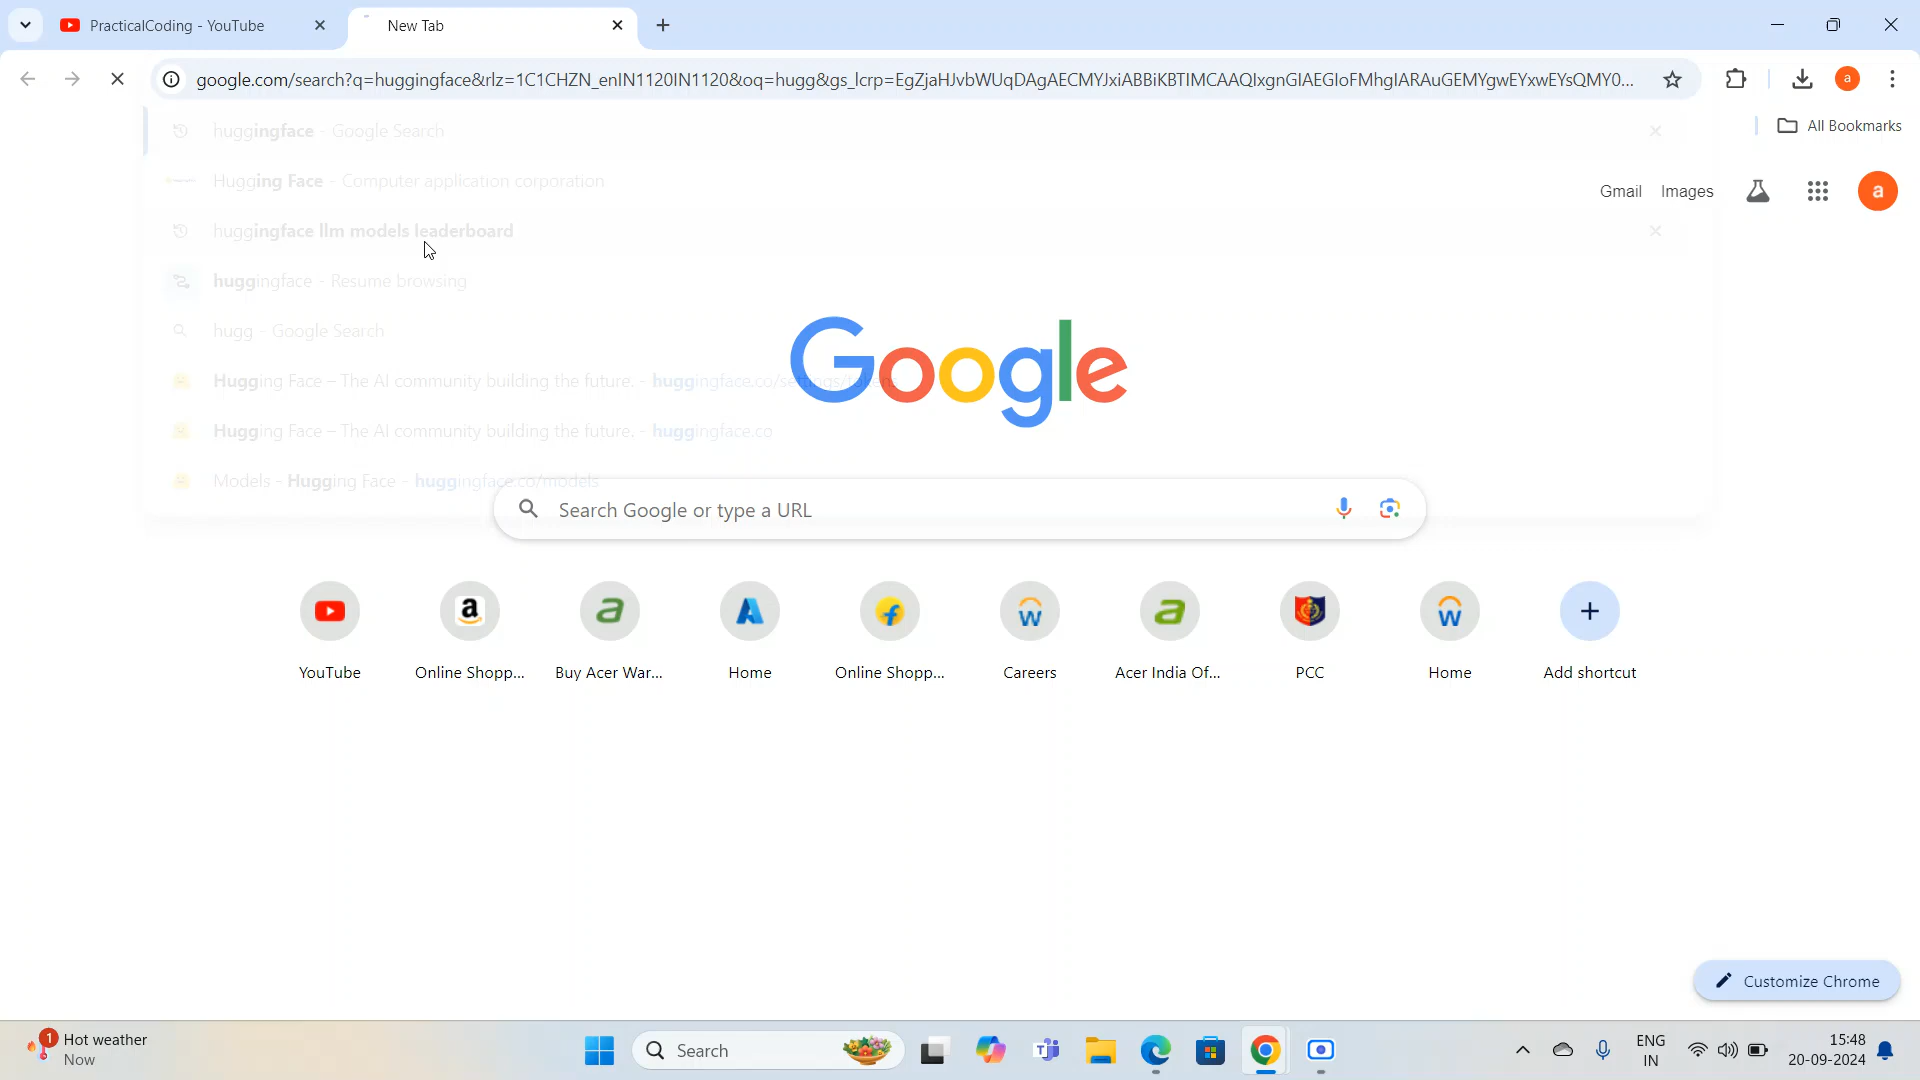 PracticalCoding - YouTube
New Tab
google.com/search?q=huggingface&rlz=1C1CHZN_enIN1120IN1120&oq=hugg&gs_lcrp=EgZjaHJvbWUqDAgAECMYJxiABBiKBTIMCAAQIxgnGIAEGIoFMhgIARAuGEMYgwEYxwEYsQMY0...
All Bookmarks
huggingface - Google Search
Hugging Face - Computer application corporation
huggingface llm models leaderboard
huggingface - Resume browsing
hugg - Google Search
Hugging Face – The AI community building the future. - huggingface.co/settings/token
Hugging Face – The AI community building the future. - huggingface.co
Models - Hugging Face - huggingface.co/models
Gmail Images
a
a
Google
Search Google or type a URL
YouTube
Online Shopp...
Buy Acer War...
Home
Online Shopp...
Careers
Acer India Of...
PCC
Home
Add shortcut
Customize Chrome
1
Hot weather
Now
Search
ENG
IN
15:48
20-09-2024